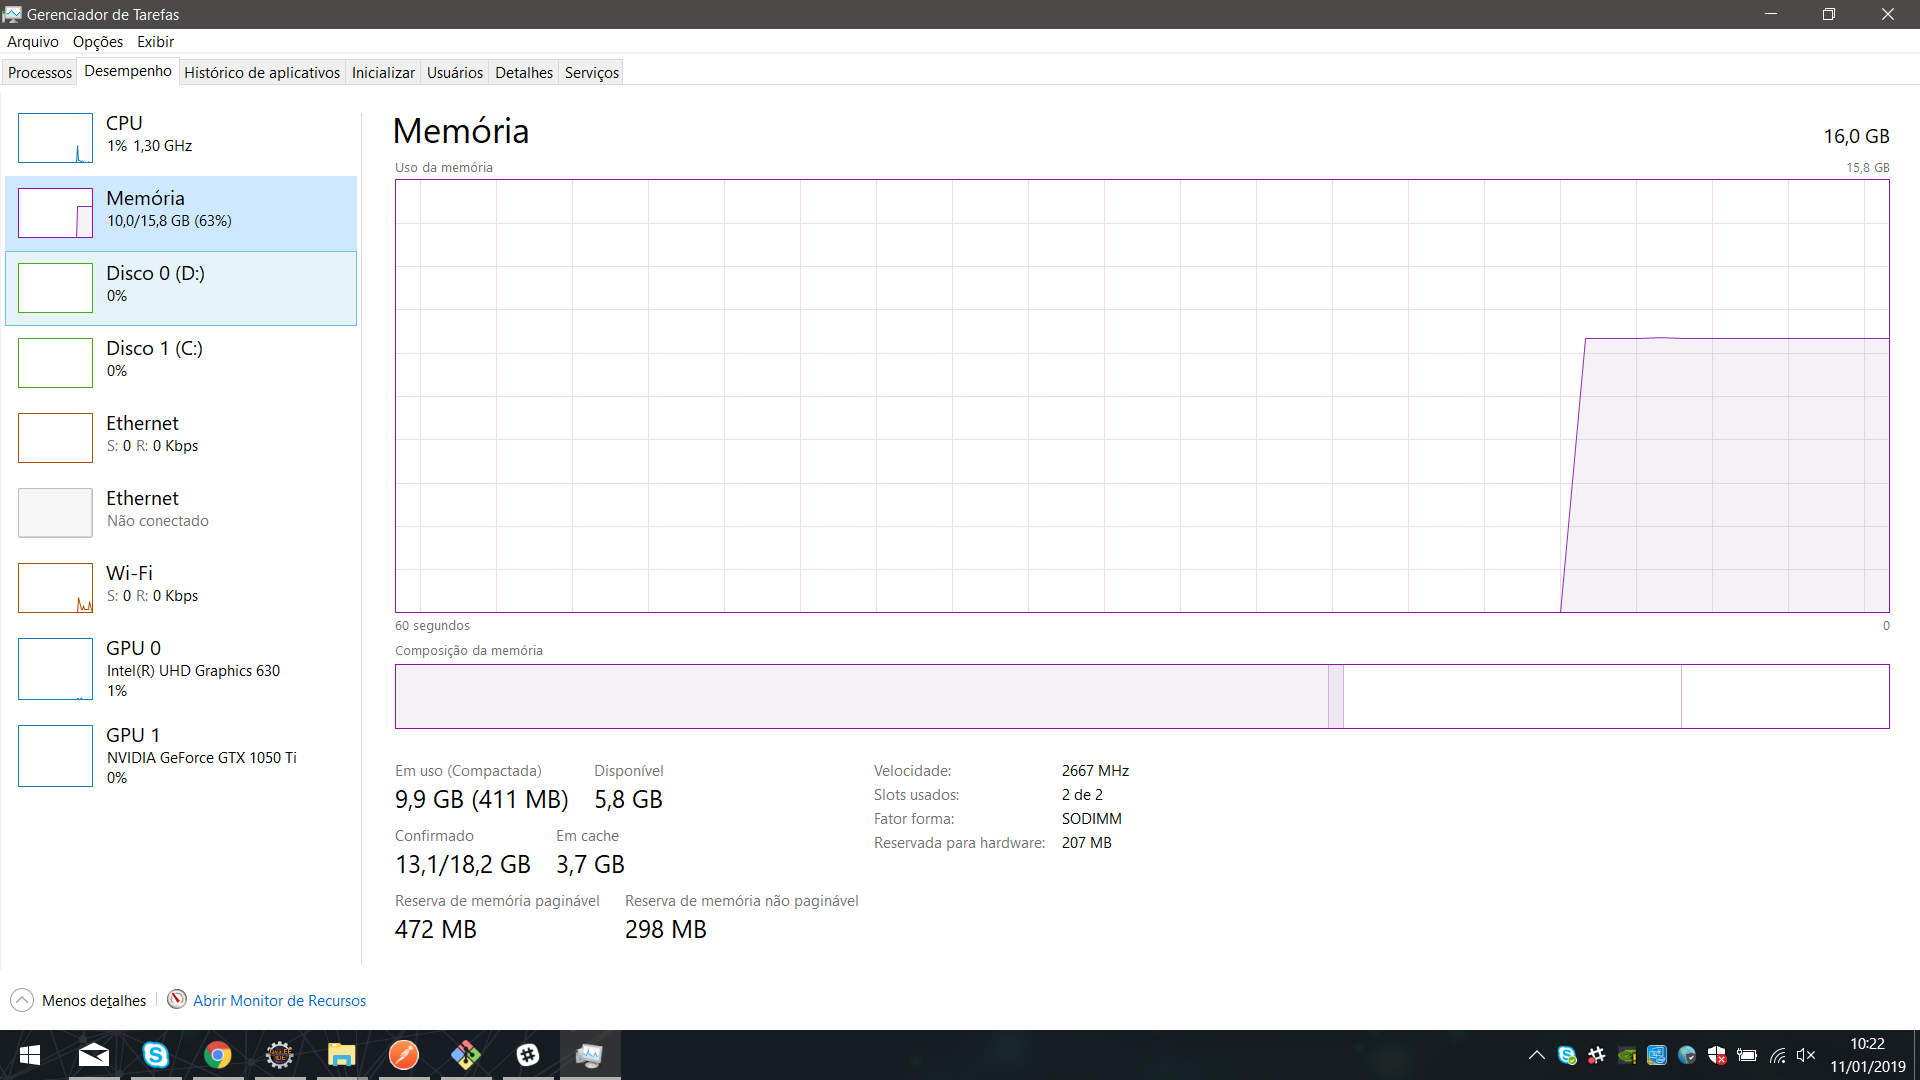 Gerenciador de Tarefas
Arquivo Opções Exibir
Processos Desempenho Histórico de aplicativos Inicializar Usuários Detalhes Serviços
CPU
1% 1,30 GHz
Memória
10,0/15,8 GB (63%)
Disco 0 (D:)
0%
Disco 1 (C:)
0%
Ethernet
S: 0 R: 0 Kbps
Ethernet
Não conectado
Wi-Fi
S: 0 R: 0 Kbps
GPU 0
Intel(R) UHD Graphics 630
1%
GPU 1
NVIDIA GeForce GTX 1050 Ti
0%
Memória 16,0 GB
Uso da memória 15,8 GB
60 segundos 0
Composição da memória
Em uso (Compactada) Disponível
9,9 GB (411 MB) 5,8 GB
Confirmado Em cache
13,1/18,2 GB 3,7 GB
Reserva de memória paginável Reserva de memória não paginável
472 MB 298 MB
Velocidade: 2667 MHz
Slots usados: 2 de 2
Fator forma: SODIMM
Reservada para hardware: 207 MB
Menos detalhes Abrir Monitor de Recursos
10:22
11/01/2019